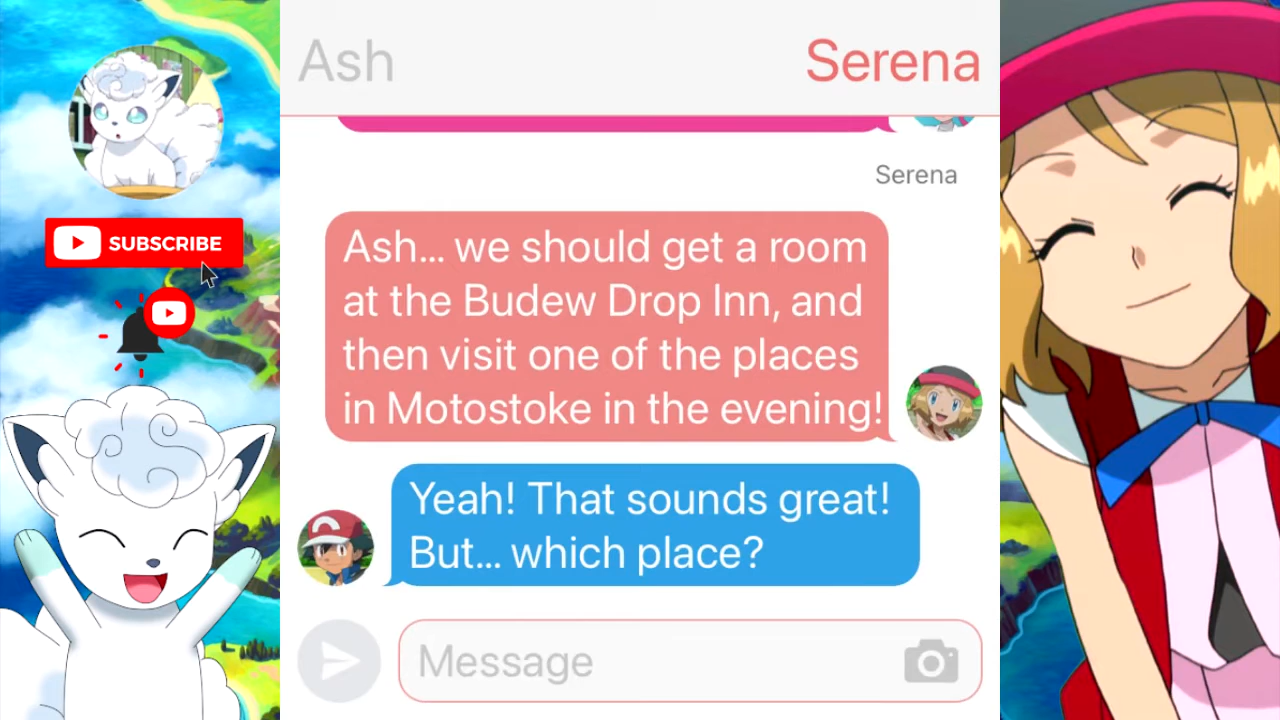 Ash
Serena
SUBSCRIBE
Serena
Ash... we should get a room
at the Budew Drop Inn, and
then visit one of the places
in Motostoke in the evening!
Yeah! That sounds great!
But... which place?
Message